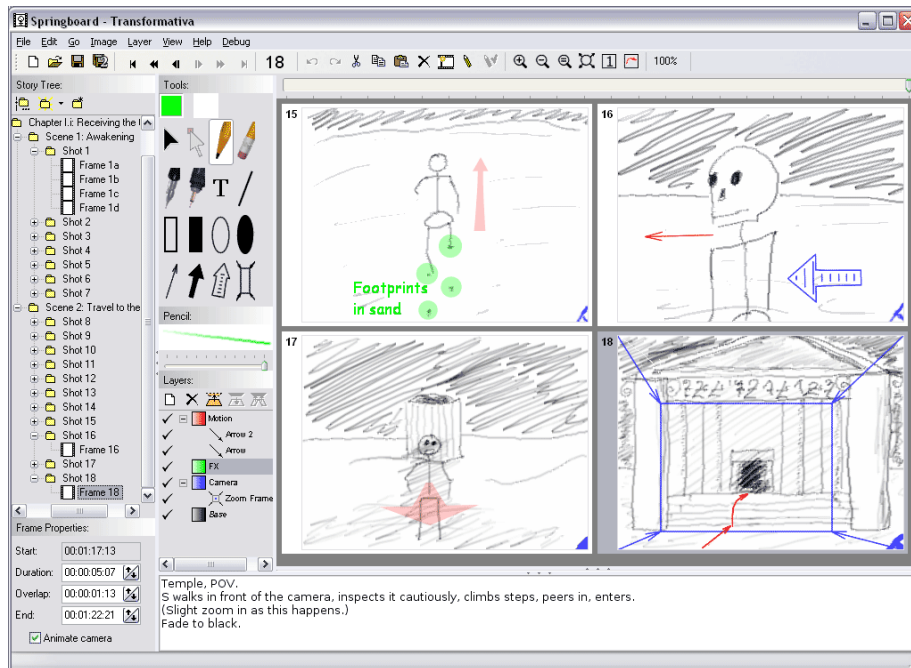 Springboard - Transformativa
File Edit Go Image Layer View Help Debug
18 1 100%
Story Tree:
Chapter I.i: Receiving the
Scene 1: Awakening
Shot 1
Frame 1a
Frame 1b
Frame 1c
Frame 1d
Shot 2
Shot 3
Shot 4
Shot 5
Shot 6
Shot 7
Scene 2: Travel to the
Shot 8
Shot 9
Shot 10
Shot 11
Shot 12
Shot 13
Shot 14
Shot 15
Shot 16
Frame 16
Shot 17
Shot 18
Frame 18
Frame Properties:
Start: 00:01:17:13
Duration: 00:00:05:07
Overlap: 00:00:01:13
End: 00:01:22:21
Animate camera
Tools:
T
Pencil:
Layers:
Motion
Arrow 2
Arrow
FX
Camera
Zoom Frame
Base
15
Footprints
in sand
16
17
18
Temple, POV.
S walks in front of the camera, inspects it cautiously, climbs steps, peers in, enters.
(Slight zoom in as this happens.)
Fade to black.